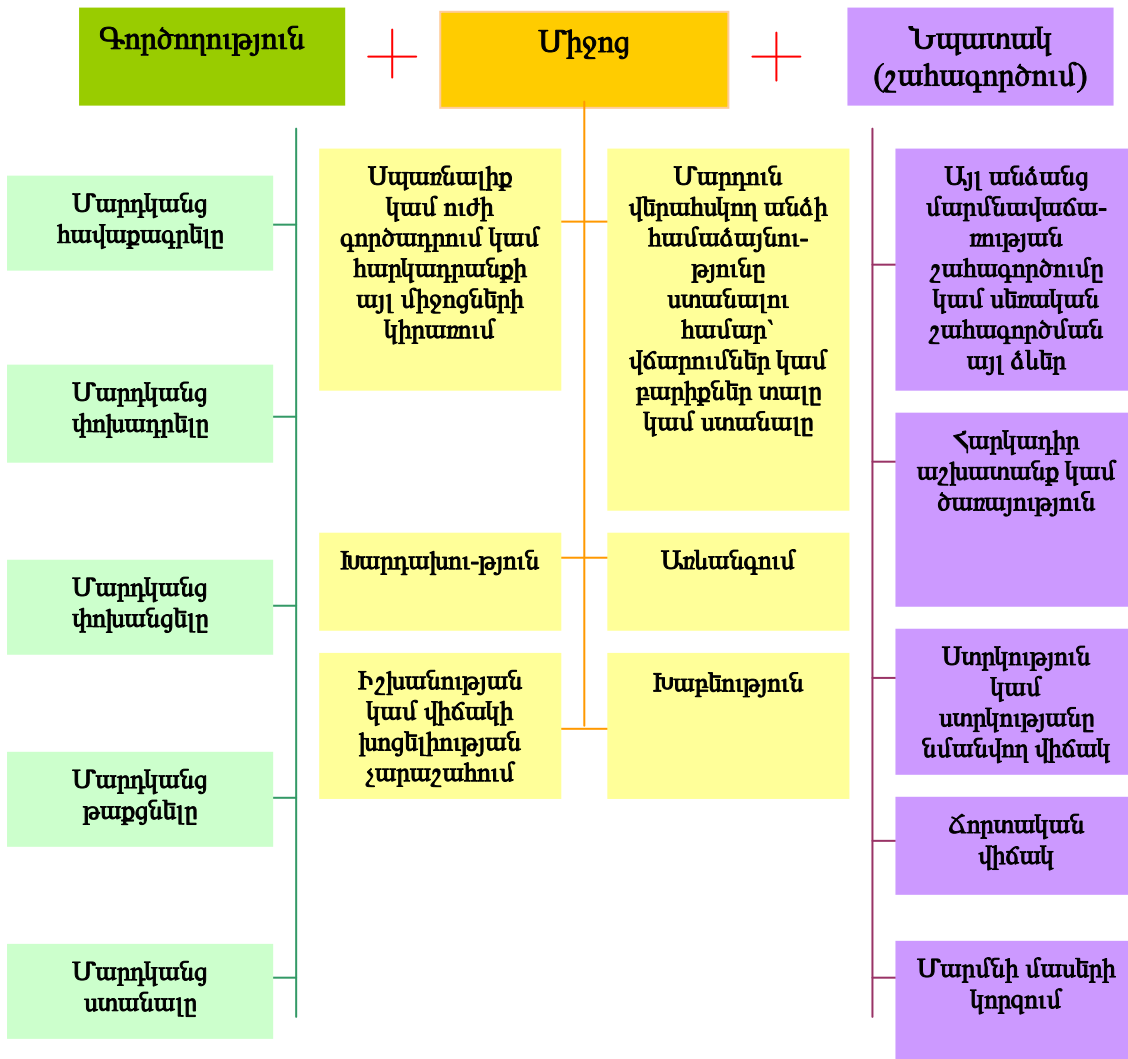 Գործողություն
Միջոց
Նպատակ
(շահագործում)
Մարդկանց
հավաքագրելը
Մարդկանց
փոխադրելը
Մարդկանց
փոխանցելը
Մարդկանց
թաքցնելը
Մարդկանց
ստանալը
Սպառնալիք
կամ ուժի
գործադրում կամ
հարկադրանքի
այլ միջոցների
կիրառում
Խարդախու-թյուն
Իշխանության
կամ վիճակի
խոցելիության
չարաշահում
Մարդուն
վերահսկող անձի
համաձայնու-
թյունը
ստանալու
համար՝
վճարումներ կամ
բարիքներ տալը
կամ ստանալը
Առևանգում
Խաբեություն
Այլ անձանց
մարմնավաճա-
ռության
շահագործումը
կամ սեռական
շահագործման
այլ ձևեր
Հարկադիր
աշխատանք կամ
ծառայություն
Ստրկություն
կամ
ստրկությանը
նմանվող վիճակ
Ճորտական
վիճակ
Մարմնի մասերի
կորզում